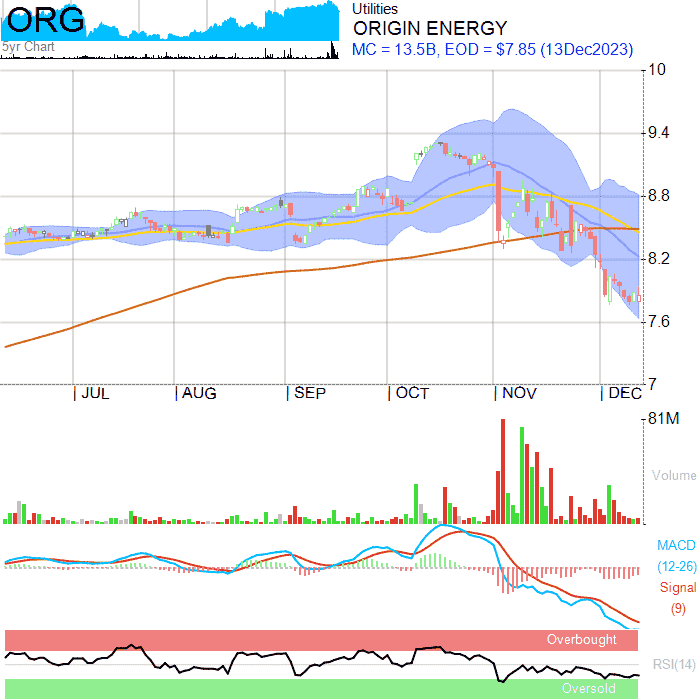 ORG
5yr Chart
Utilities
ORIGIN ENERGY
MC = 13.5B, EOD = $7.85 (13Dec2023)
10
9.4
8.8
8.2
7.6
7
| JUL | AUG | SEP | OCT | NOV | DEC
81M
Volume
MACD
(12-26)
Signal
(9)
Overbought
RSI(14)
Oversold